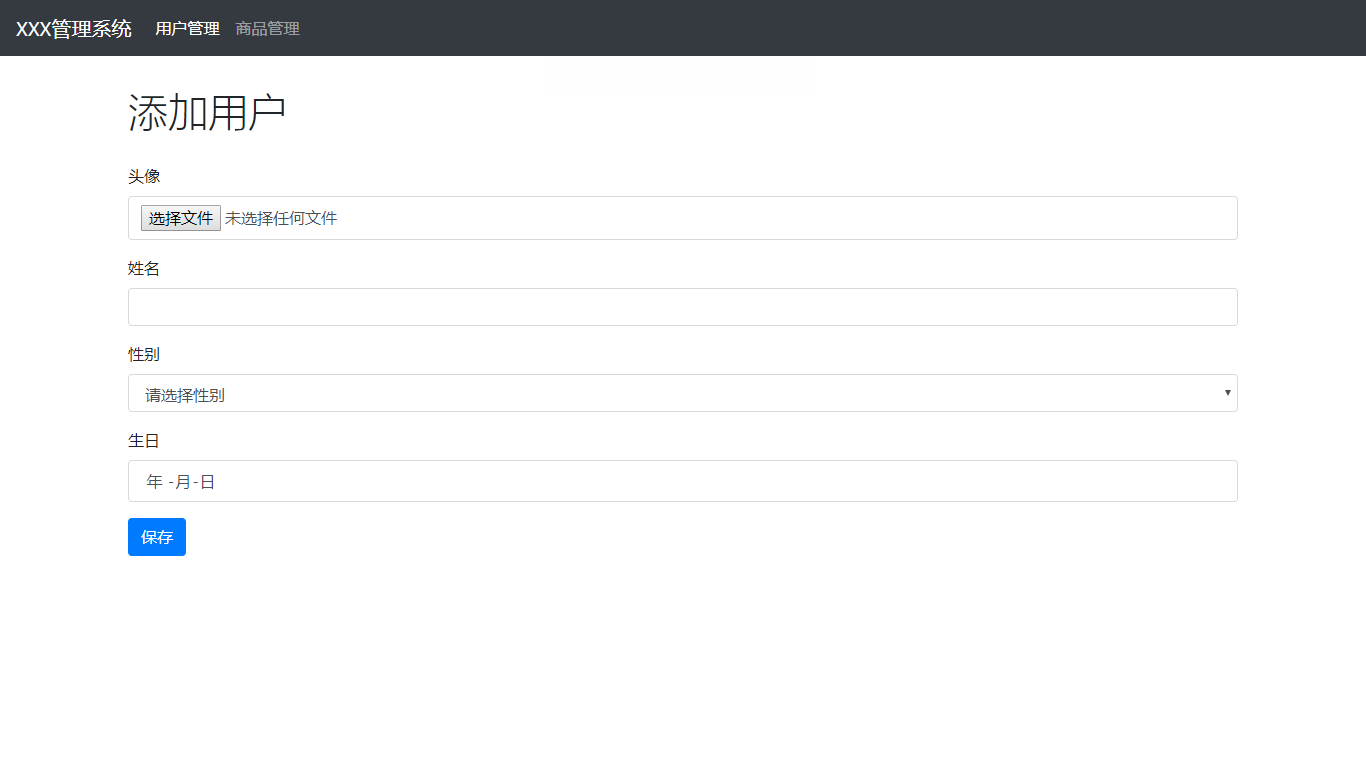 XXX管理系统 用户管理 商品管理
添加用户
头像
选择文件 未选择任何文件
姓名
性别
请选择性别
生日
年 -月-日
保存